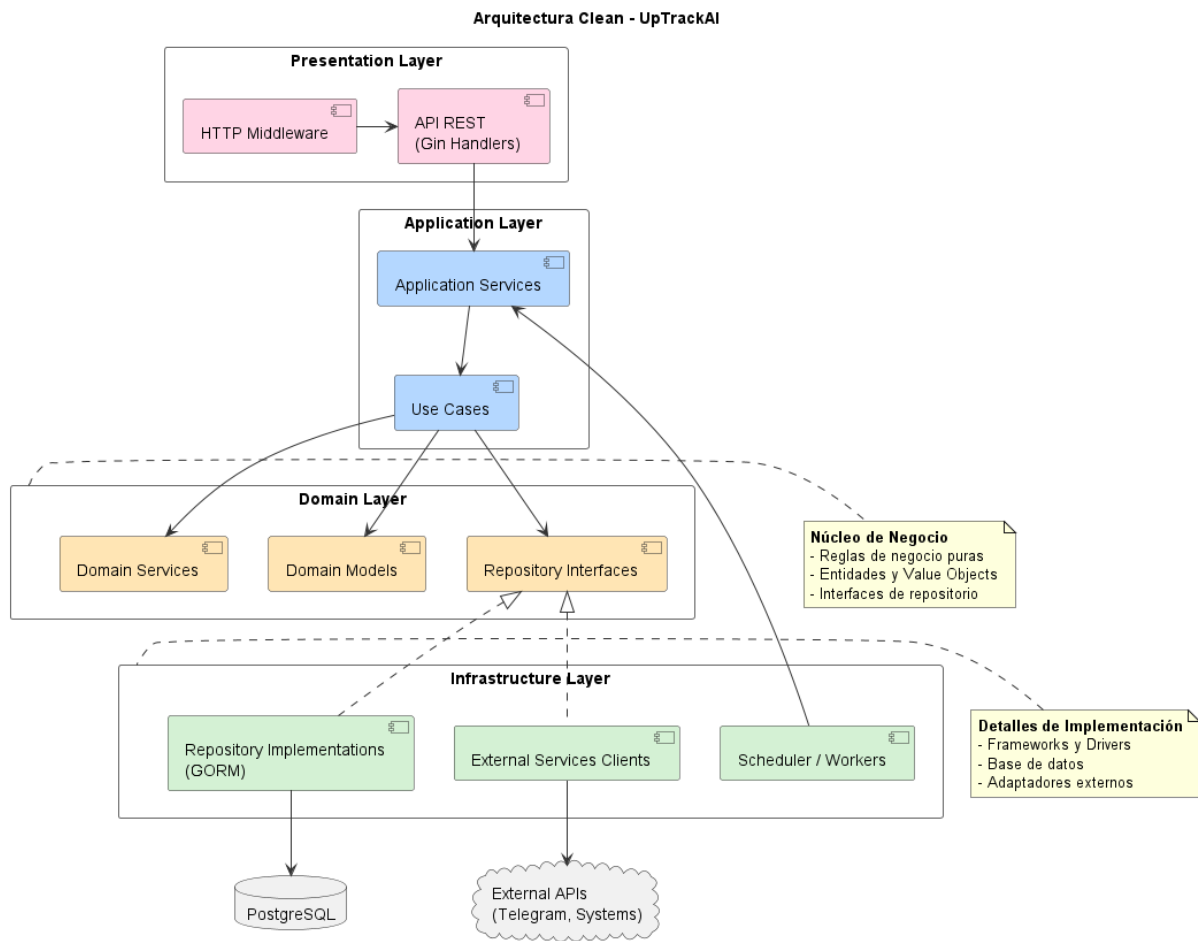 Arquitectura Clean - UpTrackAI
Presentation Layer
HTTP Middleware
API REST
(Gin Handlers)
Application Layer
Application Services
Use Cases
Domain Layer
Domain Services
Domain Models
Repository Interfaces
Núcleo de Negocio
- Reglas de negocio puras
- Entidades y Value Objects
- Interfaces de repositorio
Infrastructure Layer
Repository Implementations
(GORM)
External Services Clients
Scheduler / Workers
Detalles de Implementación
- Frameworks y Drivers
- Base de datos
- Adaptadores externos
PostgreSQL
External APIs
(Telegram, Systems)